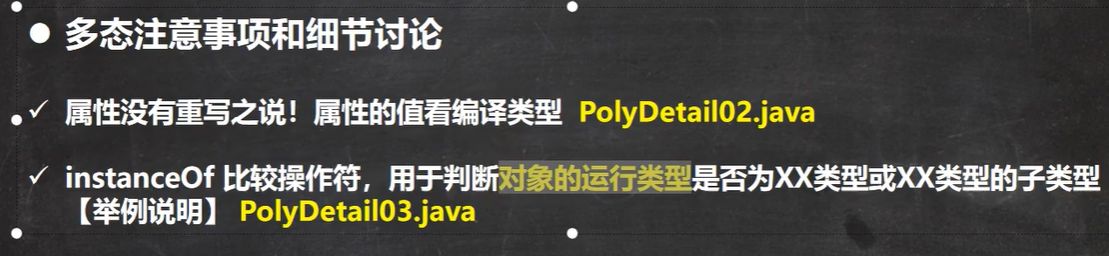 ● 多态注意事项和细节讨论
✓ 属性没有重写之说！属性的值看编译类型 PolyDetail02.java
✓ instanceOf 比较操作符，用于判断对象的运行类型是否为XX类型或XX类型的子类型
【举例说明】 PolyDetail03.java